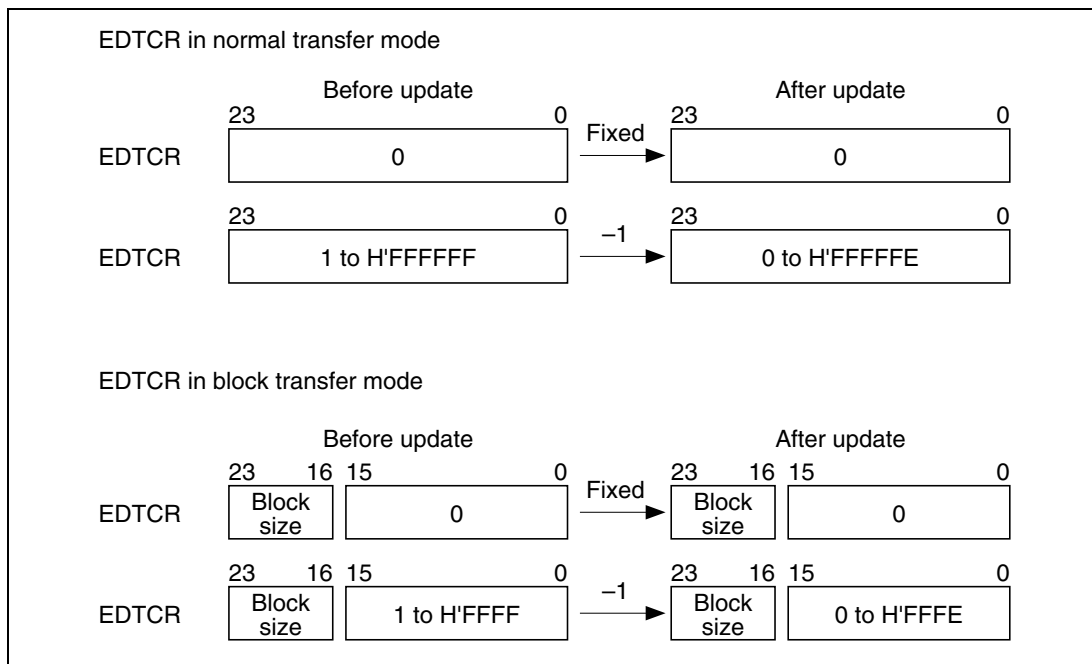 EDTCR in normal transfer mode
Before update After update
23 0 Fixed 23 0
EDTCR 0 0
23 0 –1 23 0
EDTCR 1 to H'FFFFFF 0 to H'FFFFFE
EDTCR in block transfer mode
Before update After update
23 16 15 0 Fixed 23 16 15 0
EDTCR Block size 0 Block size 0
23 16 15 0 –1 23 16 15 0
EDTCR Block size 1 to H'FFFF Block size 0 to H'FFFE